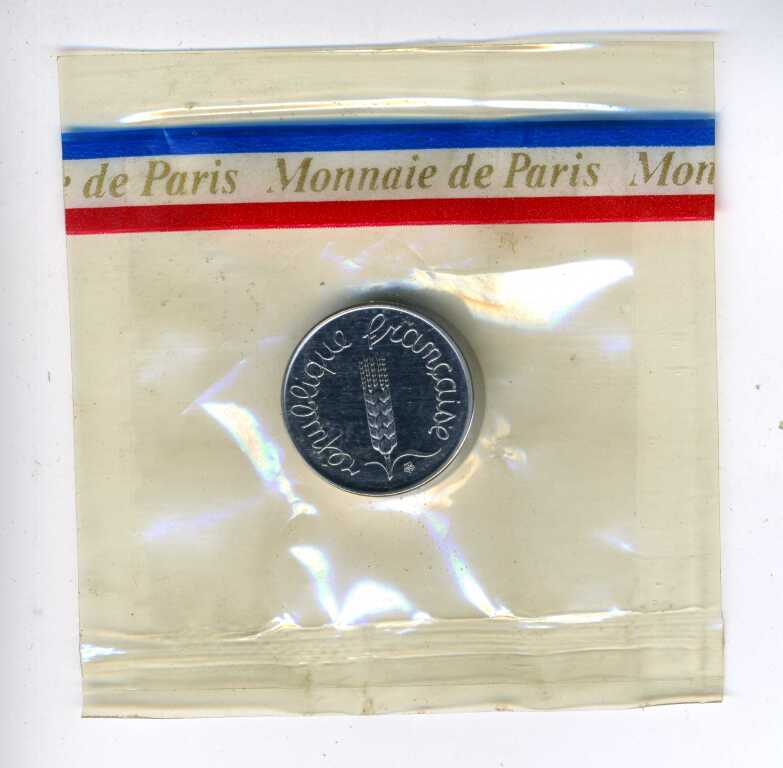 e de Paris Monnaie de Paris Mon
république française